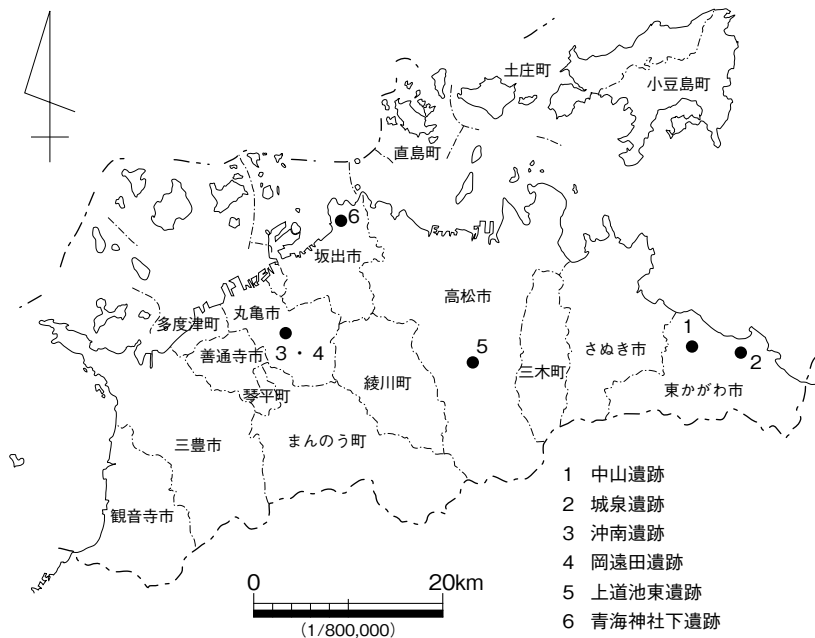 土庄町
小豆島町
直島町
6
坂出市
高松市
丸亀市
多度津町
3・4
善通寺市
5
1
2
さぬき市
三木町
綾川町
東かがわ市
琴平町
三豊市
まんのう町
観音寺市
1 中山遺跡
2 城泉遺跡
3 沖南遺跡
4 岡遠田遺跡
5 上道池東遺跡
6 青海神社下遺跡
0 20km
(1/800,000)